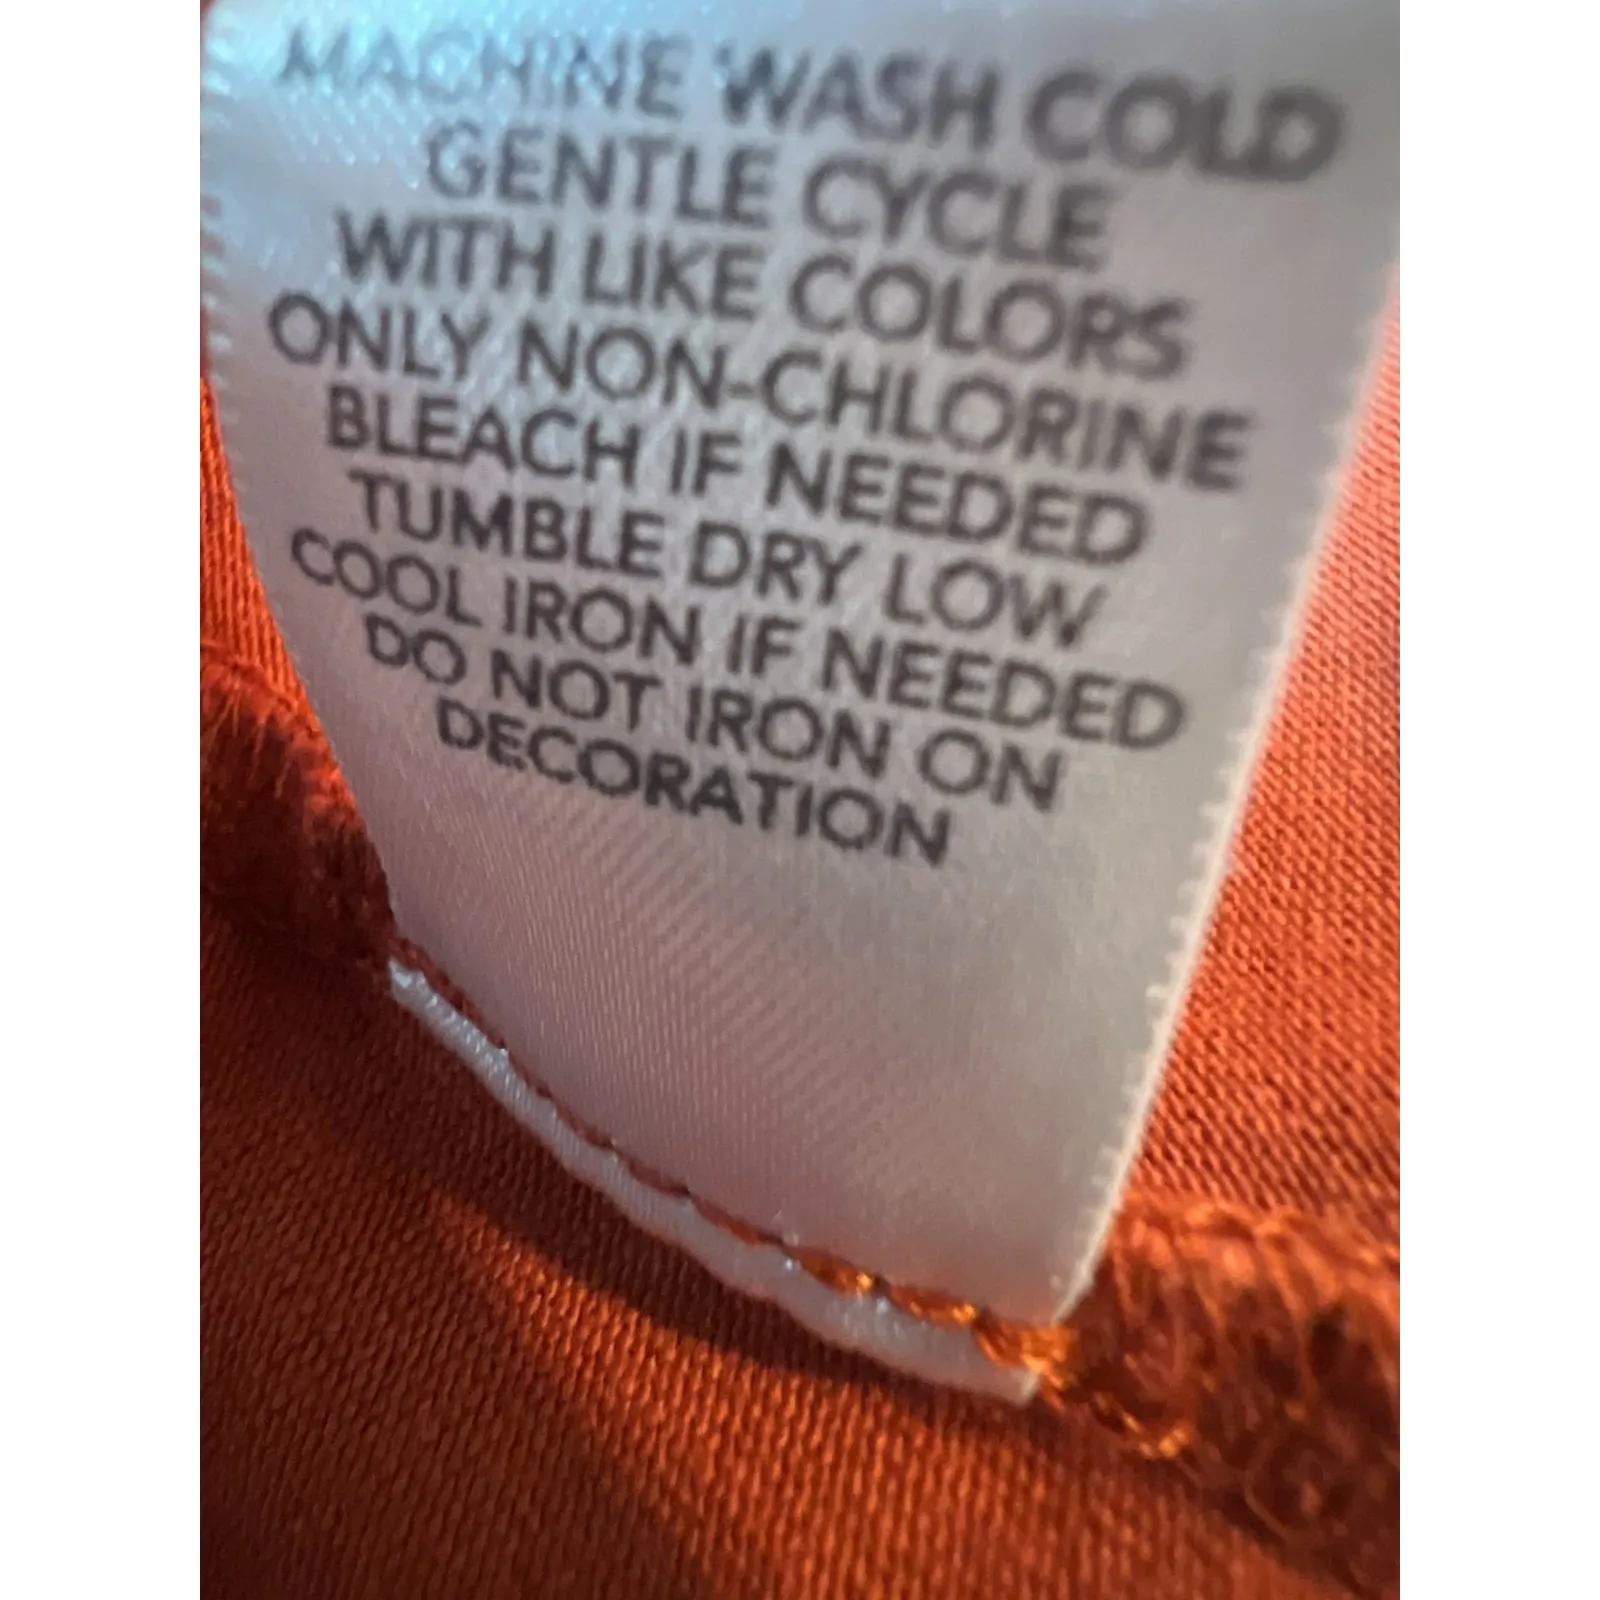 MACHINE WASH COLD
GENTLE CYCLE
WITH LIKE COLORS
ONLY NON-CHLORINE
BLEACH IF NEEDED
TUMBLE DRY LOW
COOL IRON IF NEEDED
DO NOT IRON ON
DECORATION